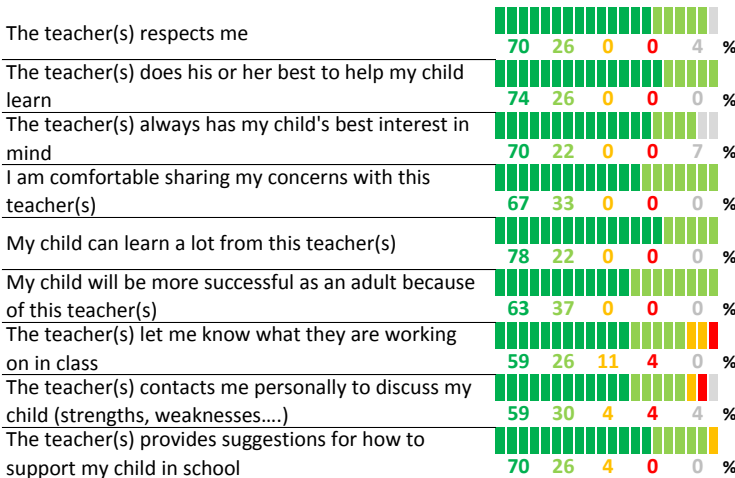 The teacher(s) respects me
70 26 0 0 4 %
The teacher(s) does his or her best to help my child
learn
74 26 0 0 0 %
The teacher(s) always has my child's best interest in
mind
70 22 0 0 7 %
I am comfortable sharing my concerns with this
teacher(s)
67 33 0 0 0 %
My child can learn a lot from this teacher(s)
78 22 0 0 0 %
My child will be more successful as an adult because
of this teacher(s)
63 37 0 0 0 %
The teacher(s) let me know what they are working
on in class
59 26 11 4 0 %
The teacher(s) contacts me personally to discuss my
child (strengths, weaknesses....)
59 30 4 4 4 %
The teacher(s) provides suggestions for how to
support my child in school
70 26 4 0 0 %